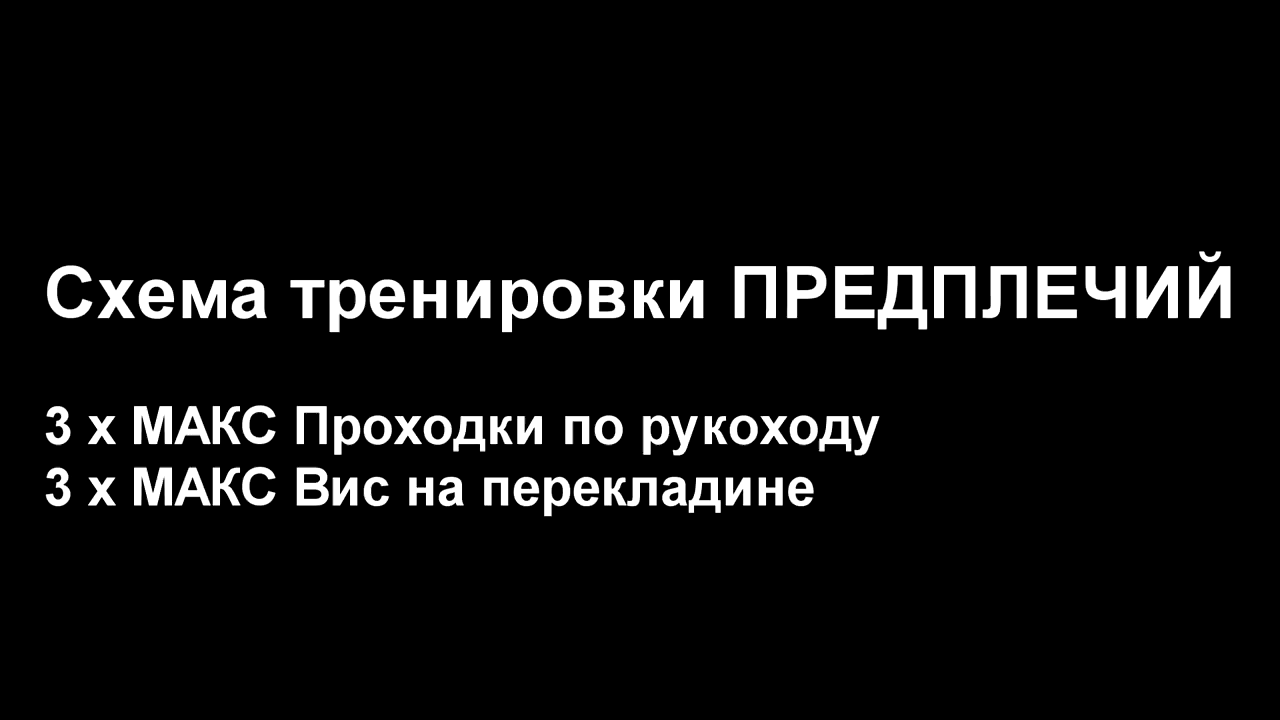 Схема тренировки ПРЕДПЛЕЧИЙ
3 х МАКС Проходки по рукоходу
3 х МАКС Вис на перекладине